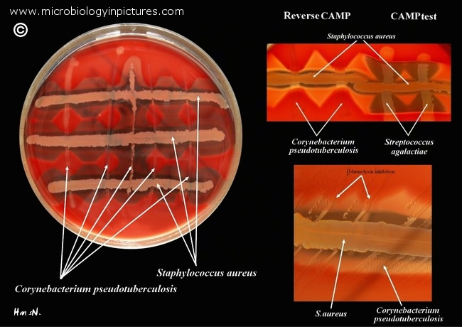 www.microbiologyinpictures.com
©
Reverse CAMP
CAMP test
Staphylococcus aureus
Corynebacterium
pseudotuberculosis
Streptococcus
agalactiae
Staphylococcus aureus
Corynebacterium pseudotuberculosis
S.aureus
Corynebacterium
pseudotuberculosis